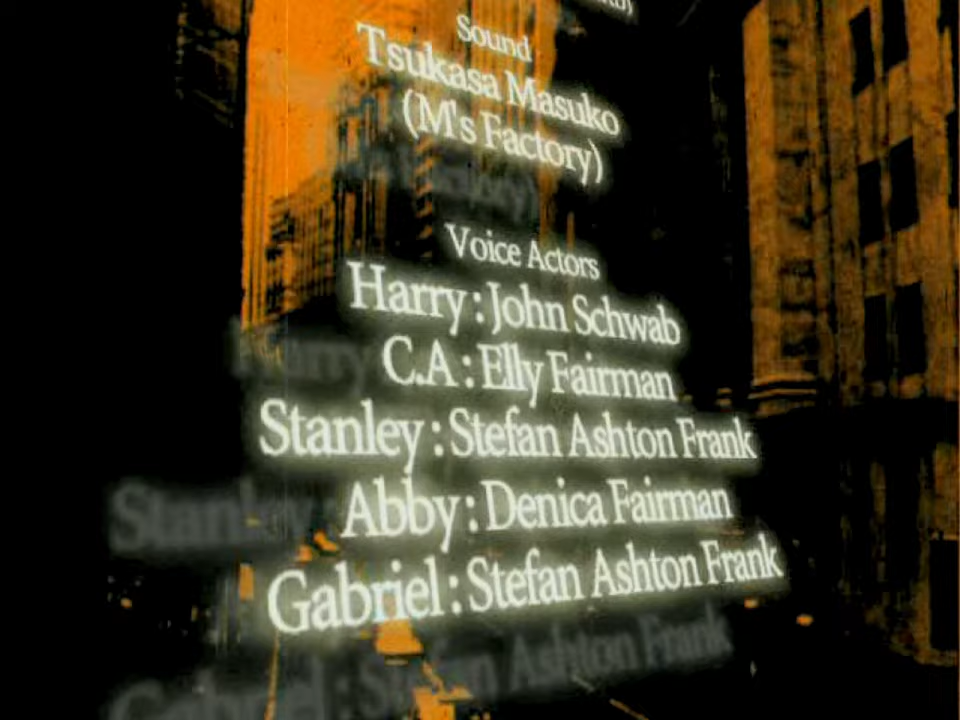 Sound
Tsukasa Masuko
(M's Factory)
Voice Actors
Harry : John Schwab
C.A : Elly Fairman
Stanley : Stefan Ashton Frank
Abby : Denica Fairman
Gabriel : Stefan Ashton Frank